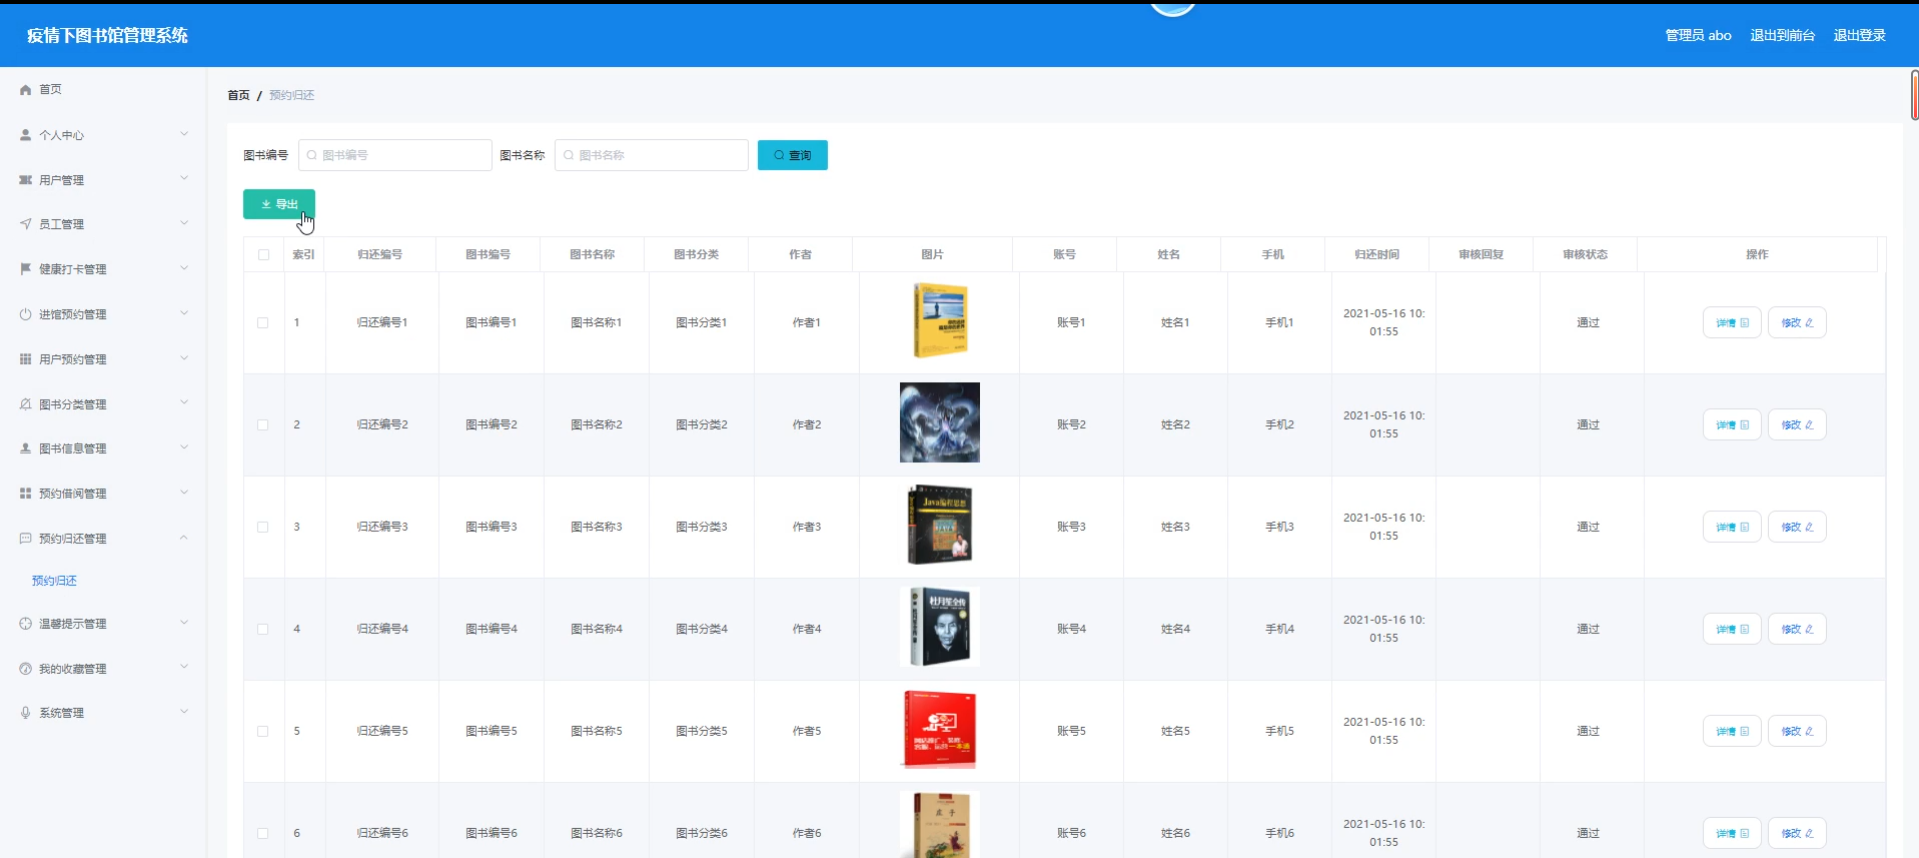 疫情下图书馆管理系统
管理员 abo 退出到前台 退出登录
首页
个人中心
用户管理
员工管理
健康打卡管理
进馆预约管理
用户预约管理
图书分类管理
图书信息管理
预约借阅管理
预约归还管理
预约归还
温馨提示管理
我的收藏管理
系统管理
首页 / 预约归还
图书编号 图书编号 图书名称 图书名称 查询
导出
索引 归还编号 图书编号 图书名称 图书分类 作者 图片 账号 姓名 手机 归还时间 审核回复 审核状态 操作
1 归还编号1 图书编号1 图书名称1 图书分类1 作者1 账号1 姓名1 手机1 2021-05-16 10:
01:55 通过 详情 修改
2 归还编号2 图书编号2 图书名称2 图书分类2 作者2 账号2 姓名2 手机2 2021-05-16 10:
01:55 通过 详情 修改
Java编程思想
3 归还编号3 图书编号3 图书名称3 图书分类3 作者3 账号3 姓名3 手机3 2021-05-16 10:
01:55 通过 详情 修改
杜月笙全传
4 归还编号4 图书编号4 图书名称4 图书分类4 作者4 账号4 姓名4 手机4 2021-05-16 10:
01:55 通过 详情 修改
5 归还编号5 图书编号5 图书名称5 图书分类5 作者5 账号5 姓名5 手机5 2021-05-16 10:
01:55 通过 详情 修改
一本通
庄子
6 归还编号6 图书编号6 图书名称6 图书分类6 作者6 账号6 姓名6 手机6 2021-05-16 10:
01:55 通过 详情 修改